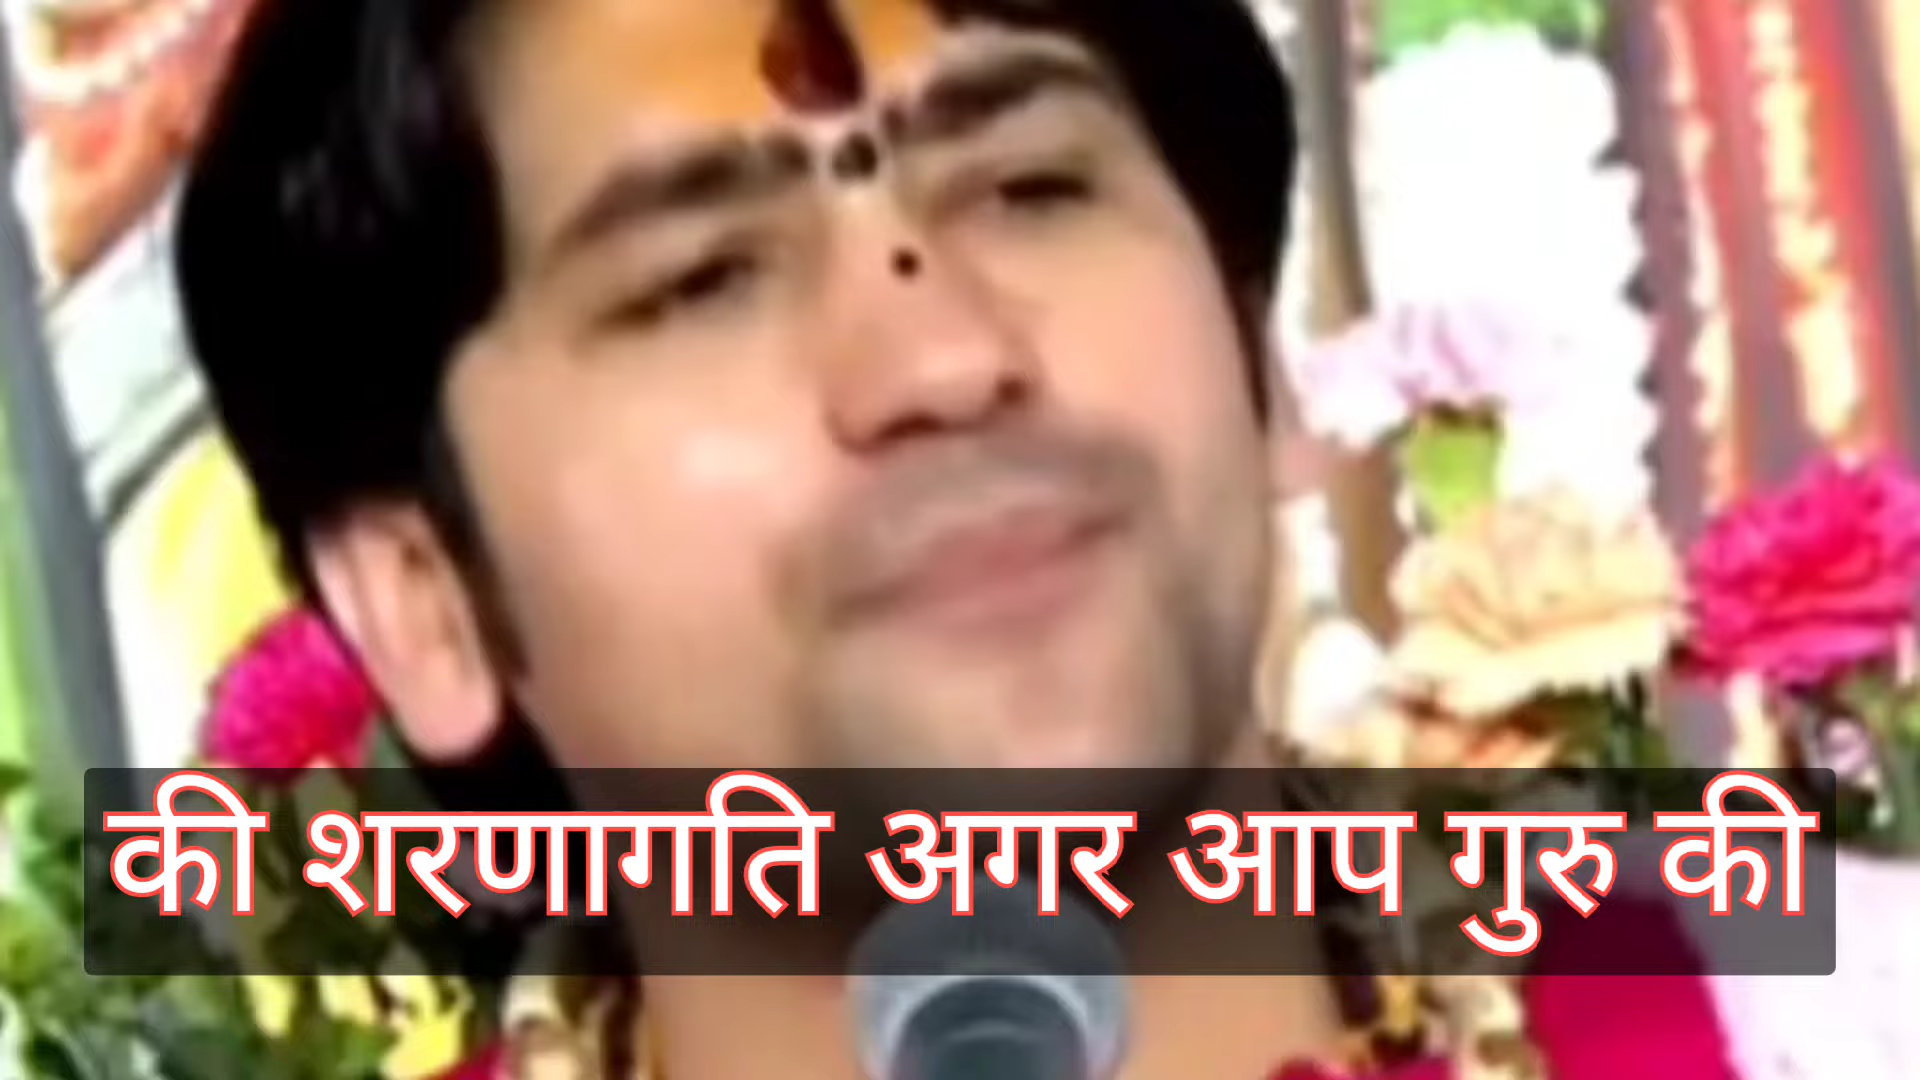 की शरणागति अगर आप गुरु की